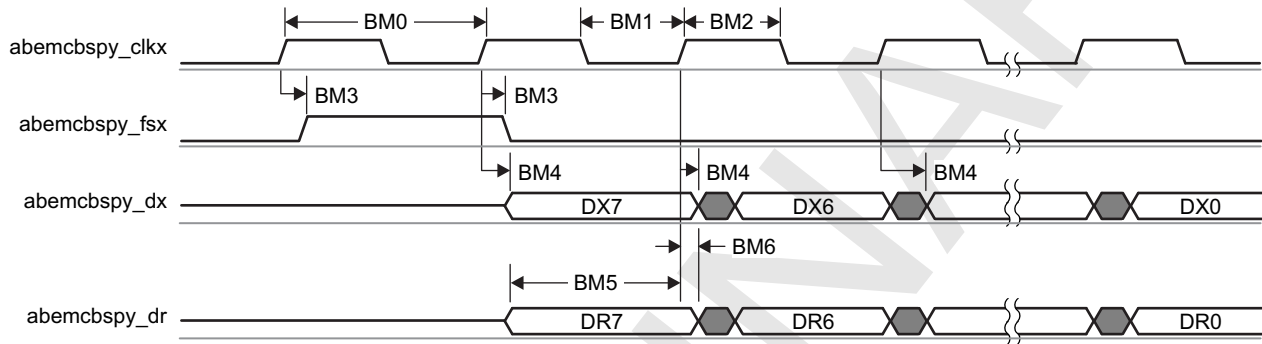 BM0
BM1
BM2
abemcbspy_clkx
BM3
BM3
abemcbspy_fsx
BM4
BM4
BM4
abemcbspy_dx
DX7
DX6
DX0
BM6
BM5
abemcbspy_dr
DR7
DR6
DR0